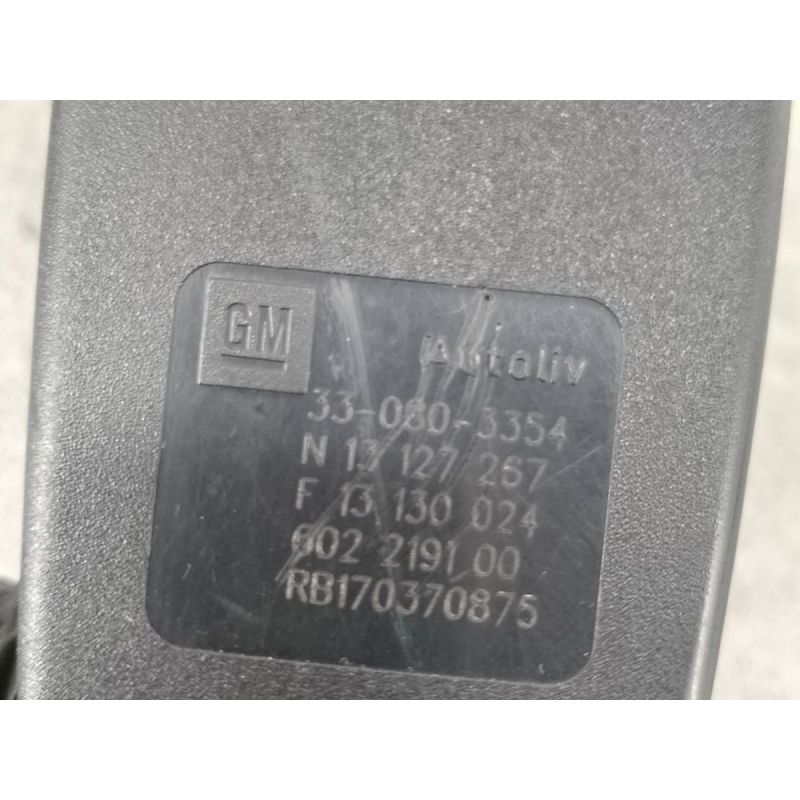 GM
Autoliv
33-080-3354
N 13 127 267
F 13 130 024
602 2191 00
RB170370875